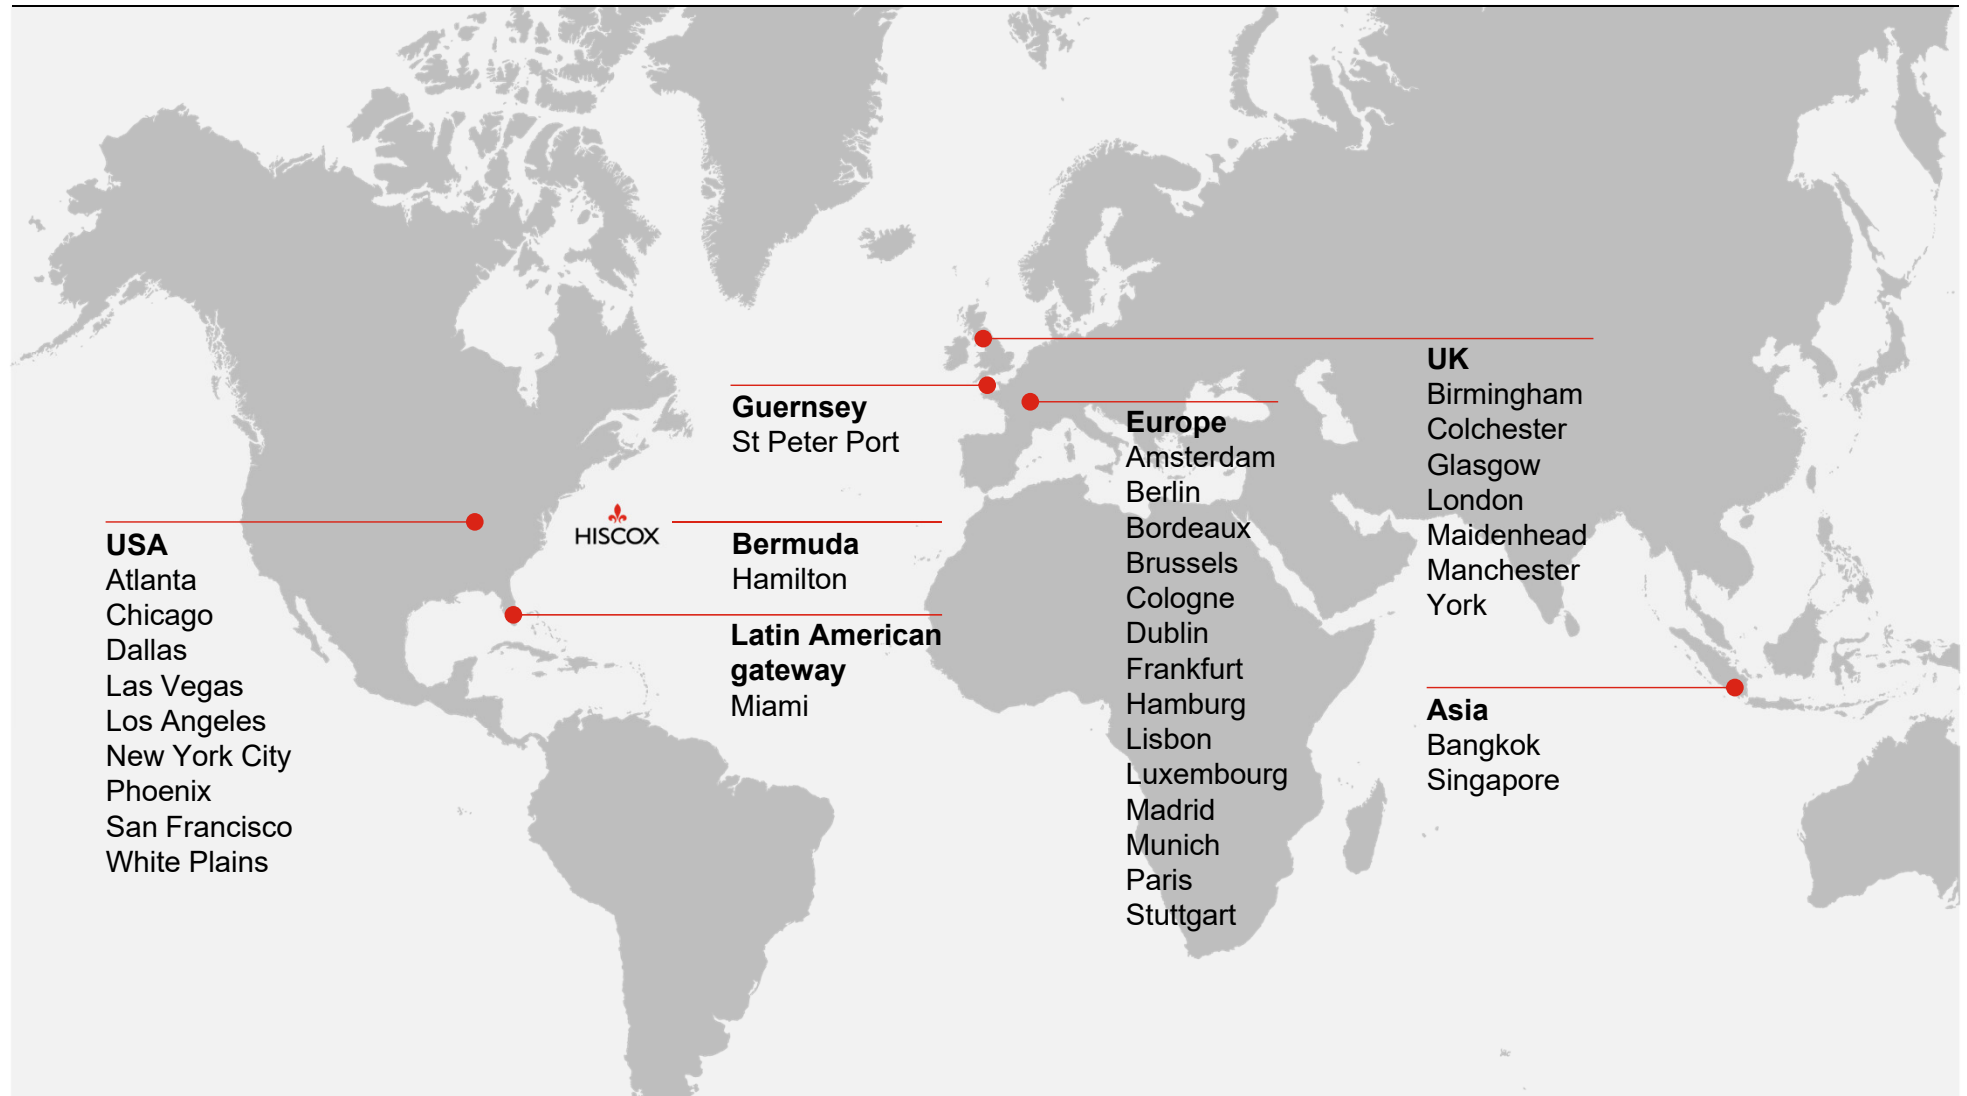 USA
Atlanta
Chicago
Dallas
Las Vegas
Los Angeles
New York City
Phoenix
San Francisco
White Plains
HISCOX
Guernsey
St Peter Port
Bermuda
Hamilton
Latin American
gateway
Miami
Europe
Amsterdam
Berlin
Bordeaux
Brussels
Cologne
Dublin
Frankfurt
Hamburg
Lisbon
Luxembourg
Madrid
Munich
Paris
Stuttgart
UK
Birmingham
Colchester
Glasgow
London
Maidenhead
Manchester
York
Asia
Bangkok
Singapore